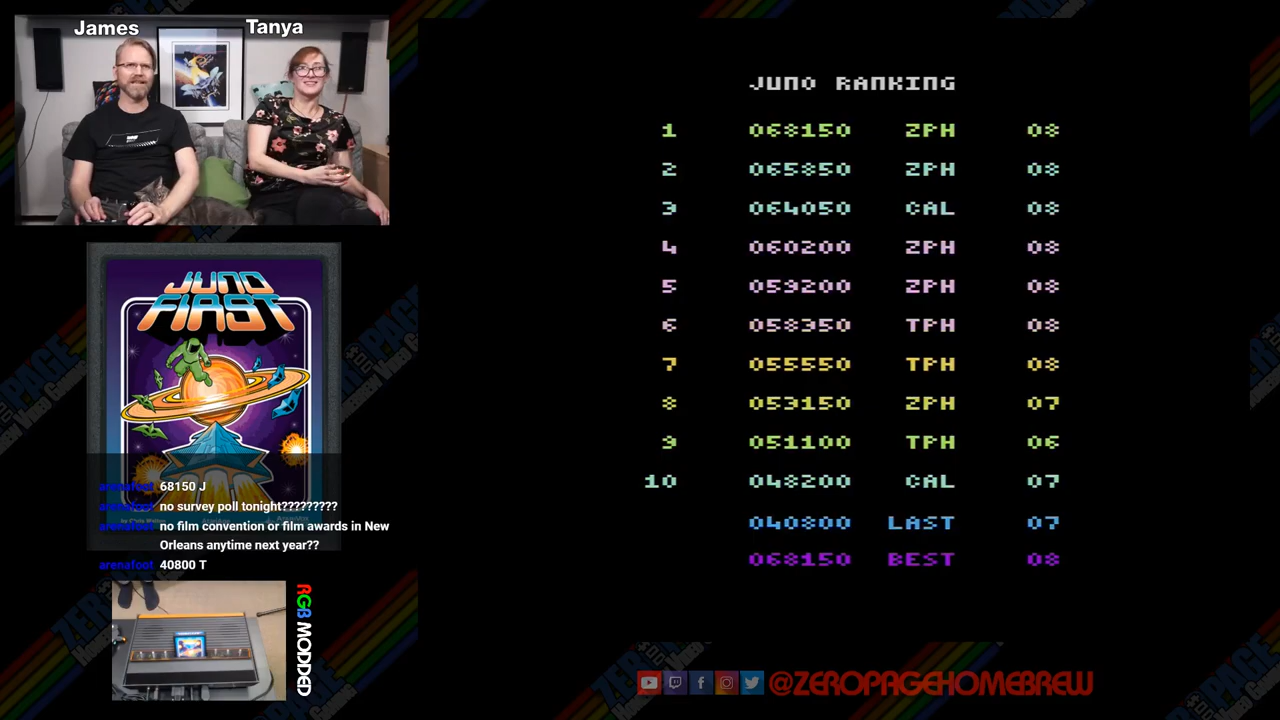 James
Tanya
JUNO RANKING
1 068150 ZPH 08
2 065850 ZPH 08
3 064050 CAL 08
4 060200 ZPH 08
5 059200 ZPH 08
6 058350 TPH 08
7 055550 TPH 08
8 053150 ZPH 07
9 051100 TPH 06
10 048200 CAL 07
040800 LAST 07
068150 BEST 08
JUNO
FIRST
arenafoot 68150 J
arenafoot no survey poll tonight?????????
arenafoot no film convention or film awards in New
Orleans anytime next year??
arenafoot 40800 T
RGB MODDED
@ZEROPAGEHOMEBREW